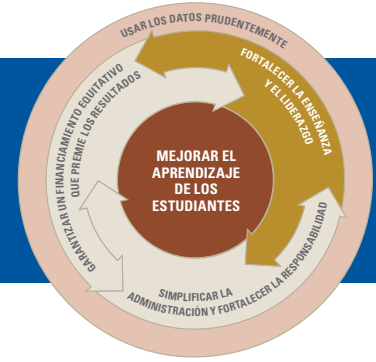 USAR LOS DATOS PRUDENTEMENTE
FORTALECER LA ENSEÑANZA
Y EL LIDERAZGO
GARANTIZAR UN FINANCIAMIENTO EQUITATIVO
QUE PREMIE LOS RESULTADOS
MEJORAR EL
APRENDIZAJE
DE LOS
ESTUDIANTES
SIMPLIFICAR LA
ADMINISTRACIÓN Y FORTALECER LA RESPONSABILIDAD